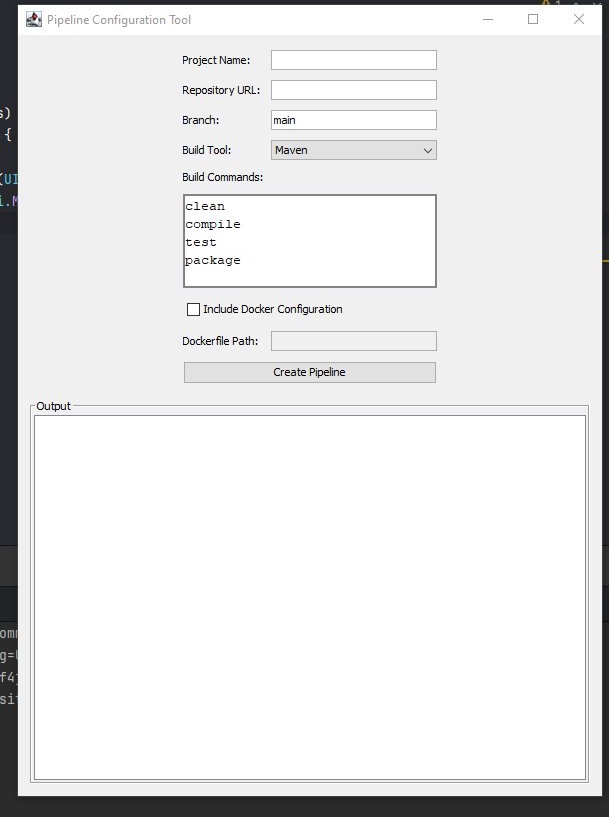 Pipeline Configuration Tool
Project Name:
Repository URL:
Branch: main
Build Tool: Maven
Build Commands:
clean
compile
test
package
Include Docker Configuration
Dockerfile Path:
Create Pipeline
Output